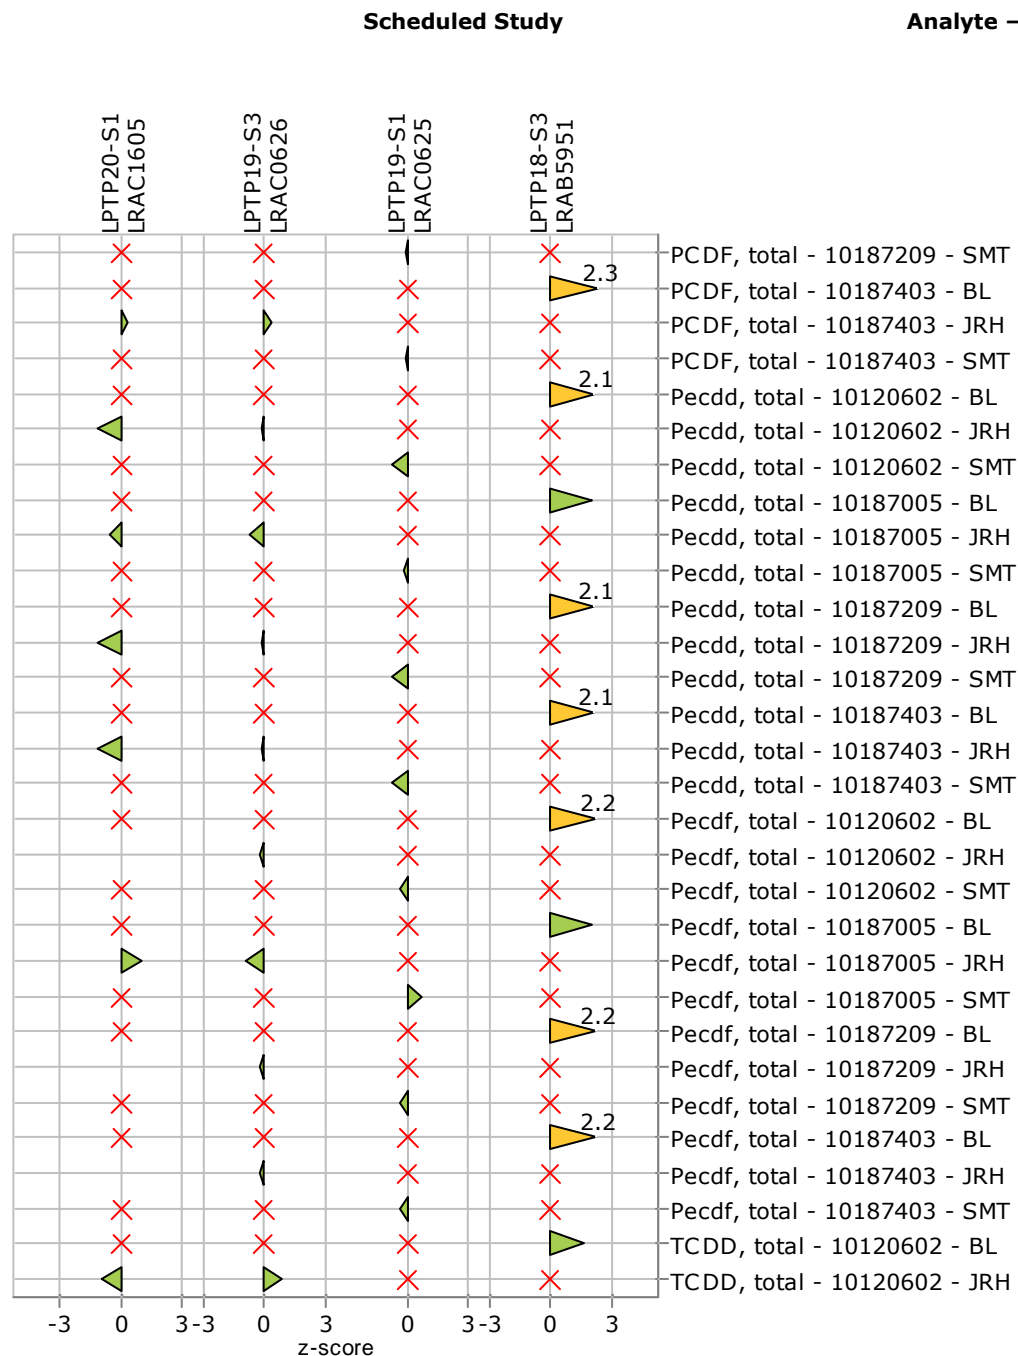 Scheduled Study
Analyte –
LPTP20-S1
LRAC1605
LPTP19-S3
LRAC0626
LPTP19-S1
LRAC0625
LPTP18-S3
LRAB5951
PCDF, total - 10187209 - SMT
2.3
PCDF, total - 10187403 - BL
PCDF, total - 10187403 - JRH
PCDF, total - 10187403 - SMT
2.1
Pecdd, total - 10120602 - BL
Pecdd, total - 10120602 - JRH
Pecdd, total - 10120602 - SMT
Pecdd, total - 10187005 - BL
Pecdd, total - 10187005 - JRH
Pecdd, total - 10187005 - SMT
2.1
Pecdd, total - 10187209 - BL
Pecdd, total - 10187209 - JRH
Pecdd, total - 10187209 - SMT
2.1
Pecdd, total - 10187403 - BL
Pecdd, total - 10187403 - JRH
Pecdd, total - 10187403 - SMT
2.2
Pecdf, total - 10120602 - BL
Pecdf, total - 10120602 - JRH
Pecdf, total - 10120602 - SMT
Pecdf, total - 10187005 - BL
Pecdf, total - 10187005 - JRH
Pecdf, total - 10187005 - SMT
2.2
Pecdf, total - 10187209 - BL
Pecdf, total - 10187209 - JRH
Pecdf, total - 10187209 - SMT
2.2
Pecdf, total - 10187403 - BL
Pecdf, total - 10187403 - JRH
Pecdf, total - 10187403 - SMT
TCDD, total - 10120602 - BL
TCDD, total - 10120602 - JRH
-3 0 3 -3 0 3 0 3 -3 0 3
z-score